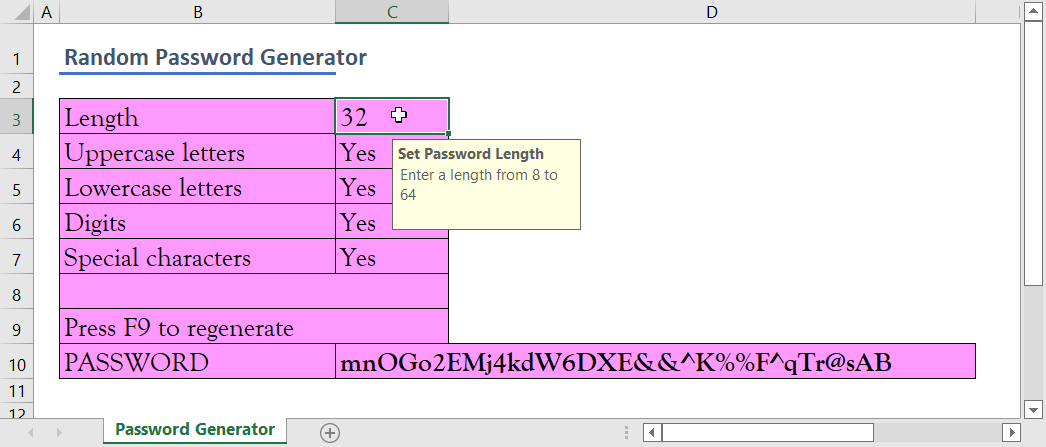 A B C D
1 Random Password Generator
2
3 Length 32
4 Uppercase letters Yes
Set Password Length
5 Lowercase letters Yes
Enter a length from 8 to
64
6 Digits Yes
7 Special characters Yes
8
9 Press F9 to regenerate
10 PASSWORD mnOGo2EMj4kdW6DXE&&^K%%F^qTr@sAB
11
12
Password Generator